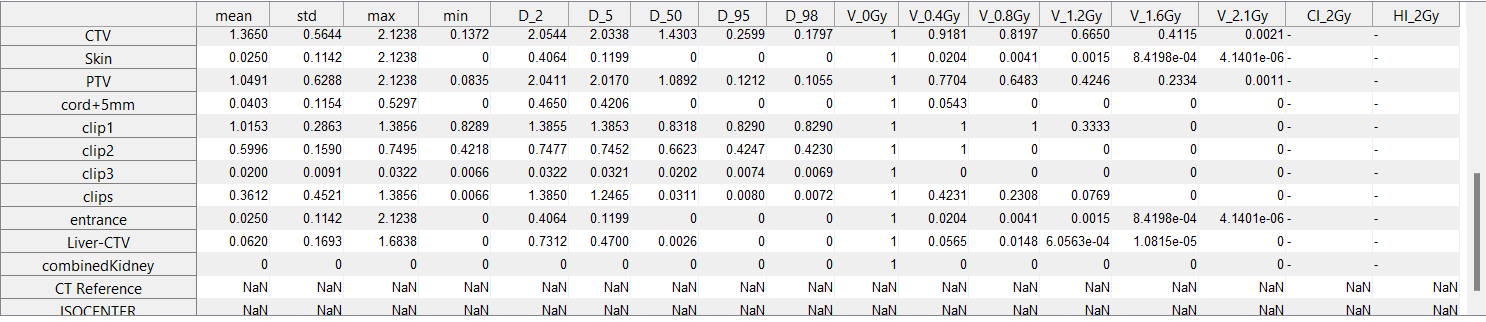 mean std max min D_2 D_5 D_50 D_95 D_98 V_0Gy V_0.4Gy V_0.8Gy V_1.2Gy V_1.6Gy V_2.1Gy CI_2Gy HI_2Gy
CTV 1.3650 0.5644 2.1238 0.1372 2.0544 2.0338 1.4303 0.2599 0.1797 1 0.9181 0.8197 0.6650 0.4115 0.0021 - -
Skin 0.0250 0.1142 2.1238 0 0.4064 0.1199 0 0 0 1 0.0204 0.0041 0.0015 8.4198e-04 4.1401e-06 - -
PTV 1.0491 0.6288 2.1238 0.0835 2.0411 2.0170 1.0892 0.1212 0.1055 1 0.7704 0.6483 0.4246 0.2334 0.0011 - -
cord+5mm 0.0403 0.1154 0.5297 0 0.4650 0.4206 0 0 0 1 0.0543 0 0 0 0 - -
clip1 1.0153 0.2863 1.3856 0.8289 1.3855 1.3853 0.8318 0.8290 0.8290 1 1 1 0.3333 0 0 - -
clip2 0.5996 0.1590 0.7495 0.4218 0.7477 0.7452 0.6623 0.4247 0.4230 1 1 0 0 0 0 - -
clip3 0.0200 0.0091 0.0322 0.0066 0.0322 0.0321 0.0202 0.0074 0.0069 1 0 0 0 0 0 - -
clips 0.3612 0.4521 1.3856 0.0066 1.3850 1.2465 0.0311 0.0080 0.0072 1 0.4231 0.2308 0.0769 0 0 - -
entrance 0.0250 0.1142 2.1238 0 0.4064 0.1199 0 0 0 1 0.0204 0.0041 0.0015 8.4198e-04 4.1401e-06 - -
Liver-CTV 0.0620 0.1693 1.6838 0 0.7312 0.4700 0.0026 0 0 1 0.0565 0.0148 6.0563e-04 1.0815e-05 0 - -
combinedKidney 0 0 0 0 0 0 0 0 0 1 0 0 0 0 0 - -
CT Reference NaN NaN NaN NaN NaN NaN NaN NaN NaN NaN NaN NaN NaN NaN NaN NaN NaN
ISOCENTER NaN NaN NaN NaN NaN NaN NaN NaN NaN NaN NaN NaN NaN NaN NaN NaN NaN